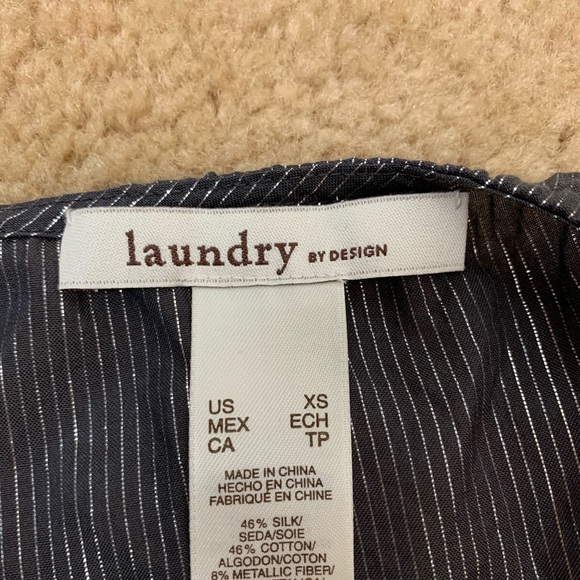 laundry BY DESIGN
US XS
MEX ECH
CA TP
MADE IN CHINA
HECHO EN CHINA
FABRIQUÉ EN CHINE
46% SILK/
SEDA/SOIE
46% COTTON/
ALGODON/COTON
8% METALLIC FIBER/